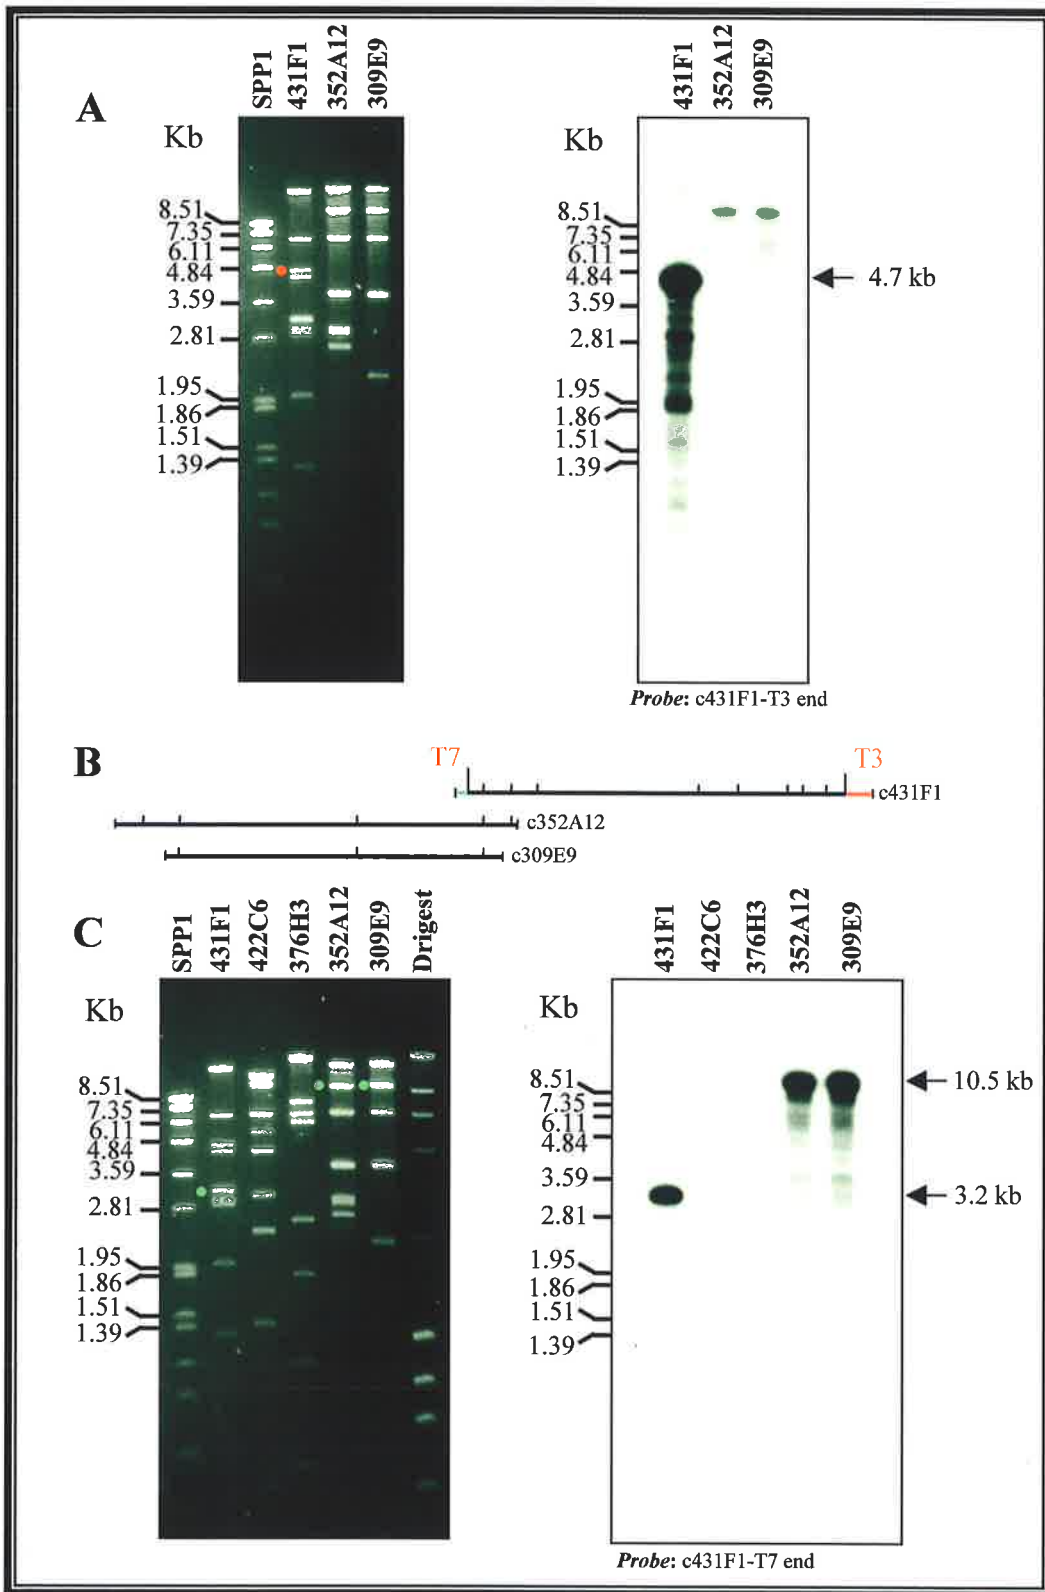 A
SPP1
431F1
352A12
309E9
Kb
8.51
7.35
6.11
4.84
3.59
2.81
1.95
1.86
1.51
1.39
431F1
352A12
309E9
Kb
8.51
7.35
6.11
4.84
3.59
2.81
1.95
1.86
1.51
1.39
4.7 kb
Probe: c431F1-T3 end
B
T7
T3
c431F1
c352A12
c309E9
C
SPP1
431F1
422C6
376H3
352A12
309E9
Drigest
Kb
8.51
7.35
6.11
4.84
3.59
2.81
1.95
1.86
1.51
1.39
431F1
422C6
376H3
352A12
309E9
Kb
8.51
7.35
6.11
4.84
3.59
2.81
1.95
1.86
1.51
1.39
10.5 kb
3.2 kb
Probe: c431F1-T7 end